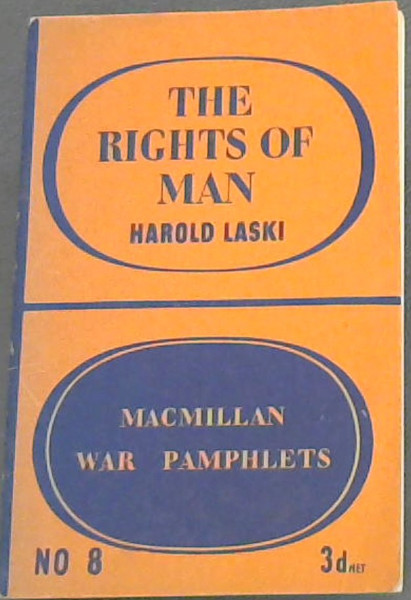 THE
RIGHTS OF
MAN
HAROLD LASKI
MACMILLAN
WAR PAMPHLETS
NO 8 3d NET